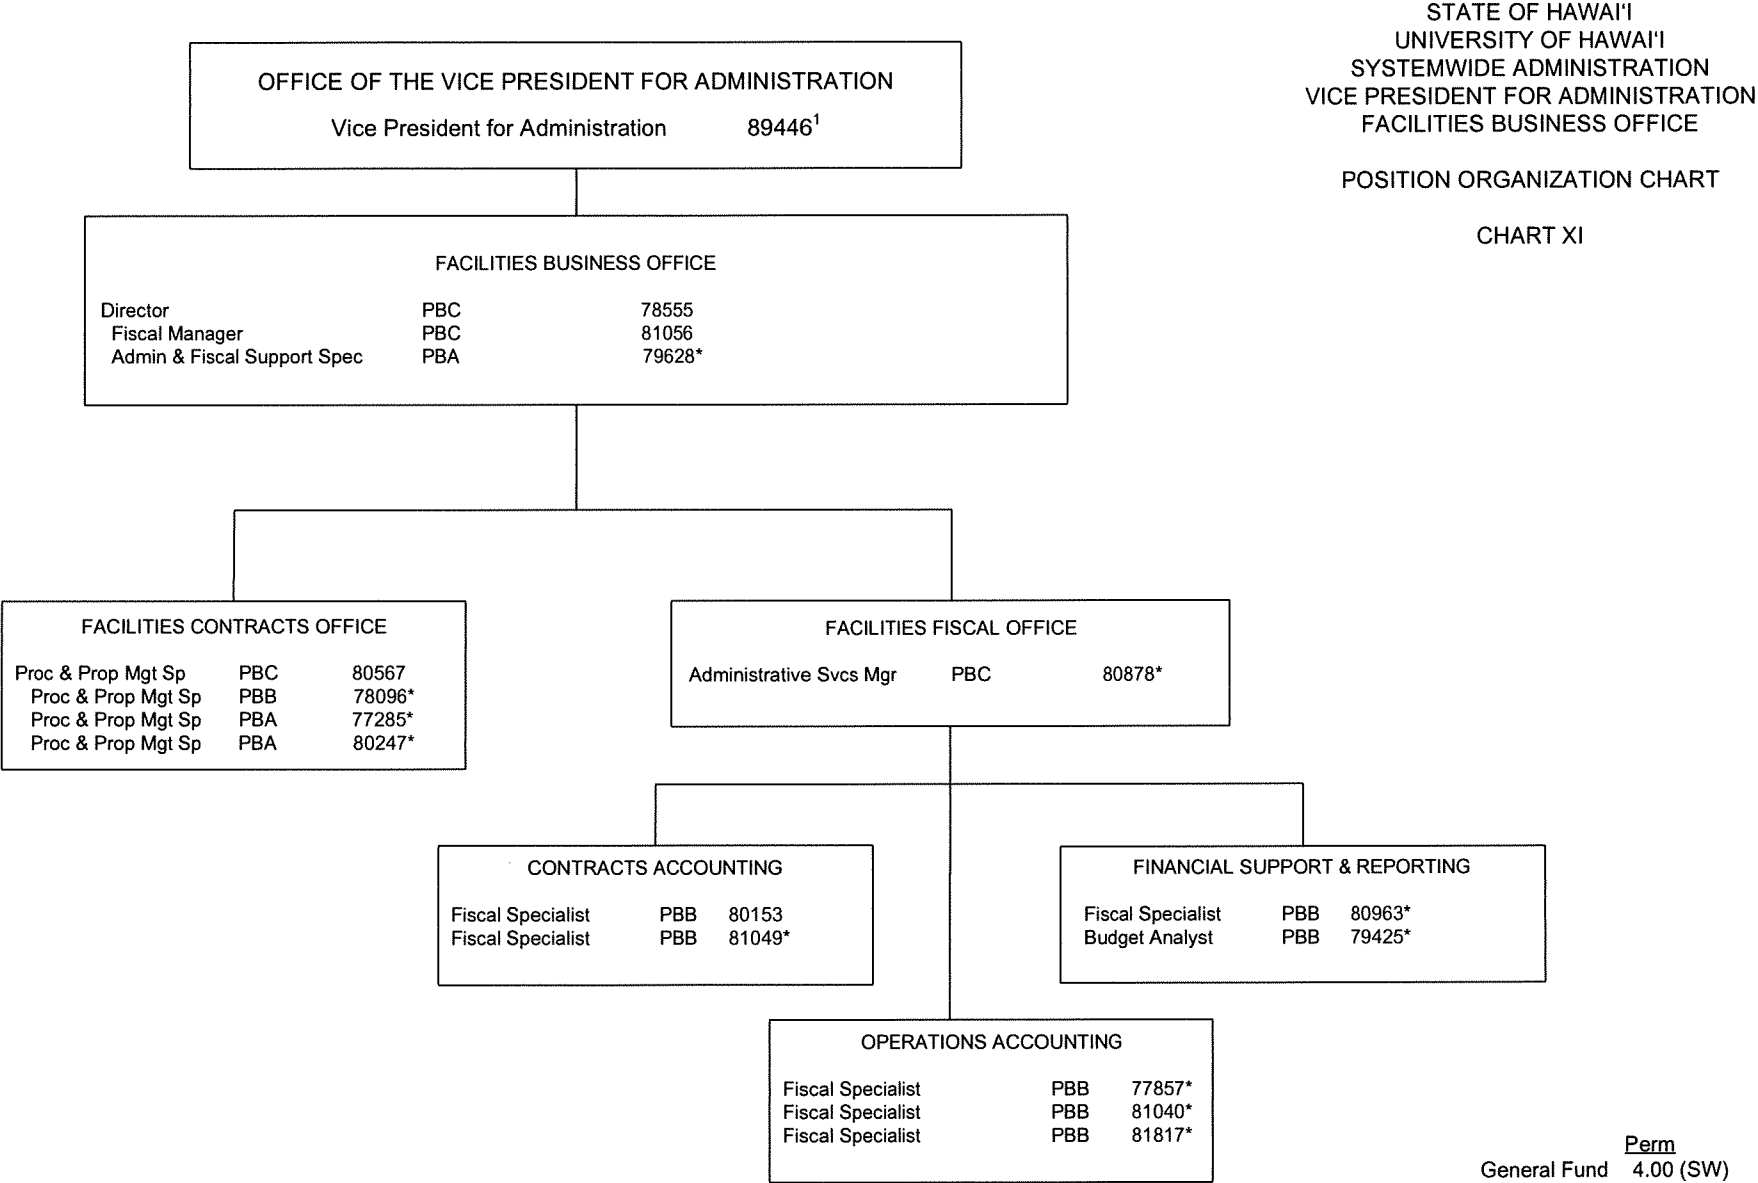 STATE OF HAWAI‘I
UNIVERSITY OF HAWAI‘I
SYSTEMWIDE ADMINISTRATION
VICE PRESIDENT FOR ADMINISTRATION
FACILITIES BUSINESS OFFICE
POSITION ORGANIZATION CHART
CHART XI
OFFICE OF THE VICE PRESIDENT FOR ADMINISTRATION
Vice President for Administration 89446¹
FACILITIES BUSINESS OFFICE
Director PBC 78555
Fiscal Manager PBC 81056
Admin & Fiscal Support Spec PBA 79628*
FACILITIES CONTRACTS OFFICE
Proc & Prop Mgt Sp PBC 80567
Proc & Prop Mgt Sp PBB 78096*
Proc & Prop Mgt Sp PBA 77285*
Proc & Prop Mgt Sp PBA 80247*
FACILITIES FISCAL OFFICE
Administrative Svcs Mgr PBC 80878*
CONTRACTS ACCOUNTING
Fiscal Specialist PBB 80153
Fiscal Specialist PBB 81049*
FINANCIAL SUPPORT & REPORTING
Fiscal Specialist PBB 80963*
Budget Analyst PBB 79425*
OPERATIONS ACCOUNTING
Fiscal Specialist PBB 77857*
Fiscal Specialist PBB 81040*
Fiscal Specialist PBB 81817*
Perm
General Fund 4.00 (SW)